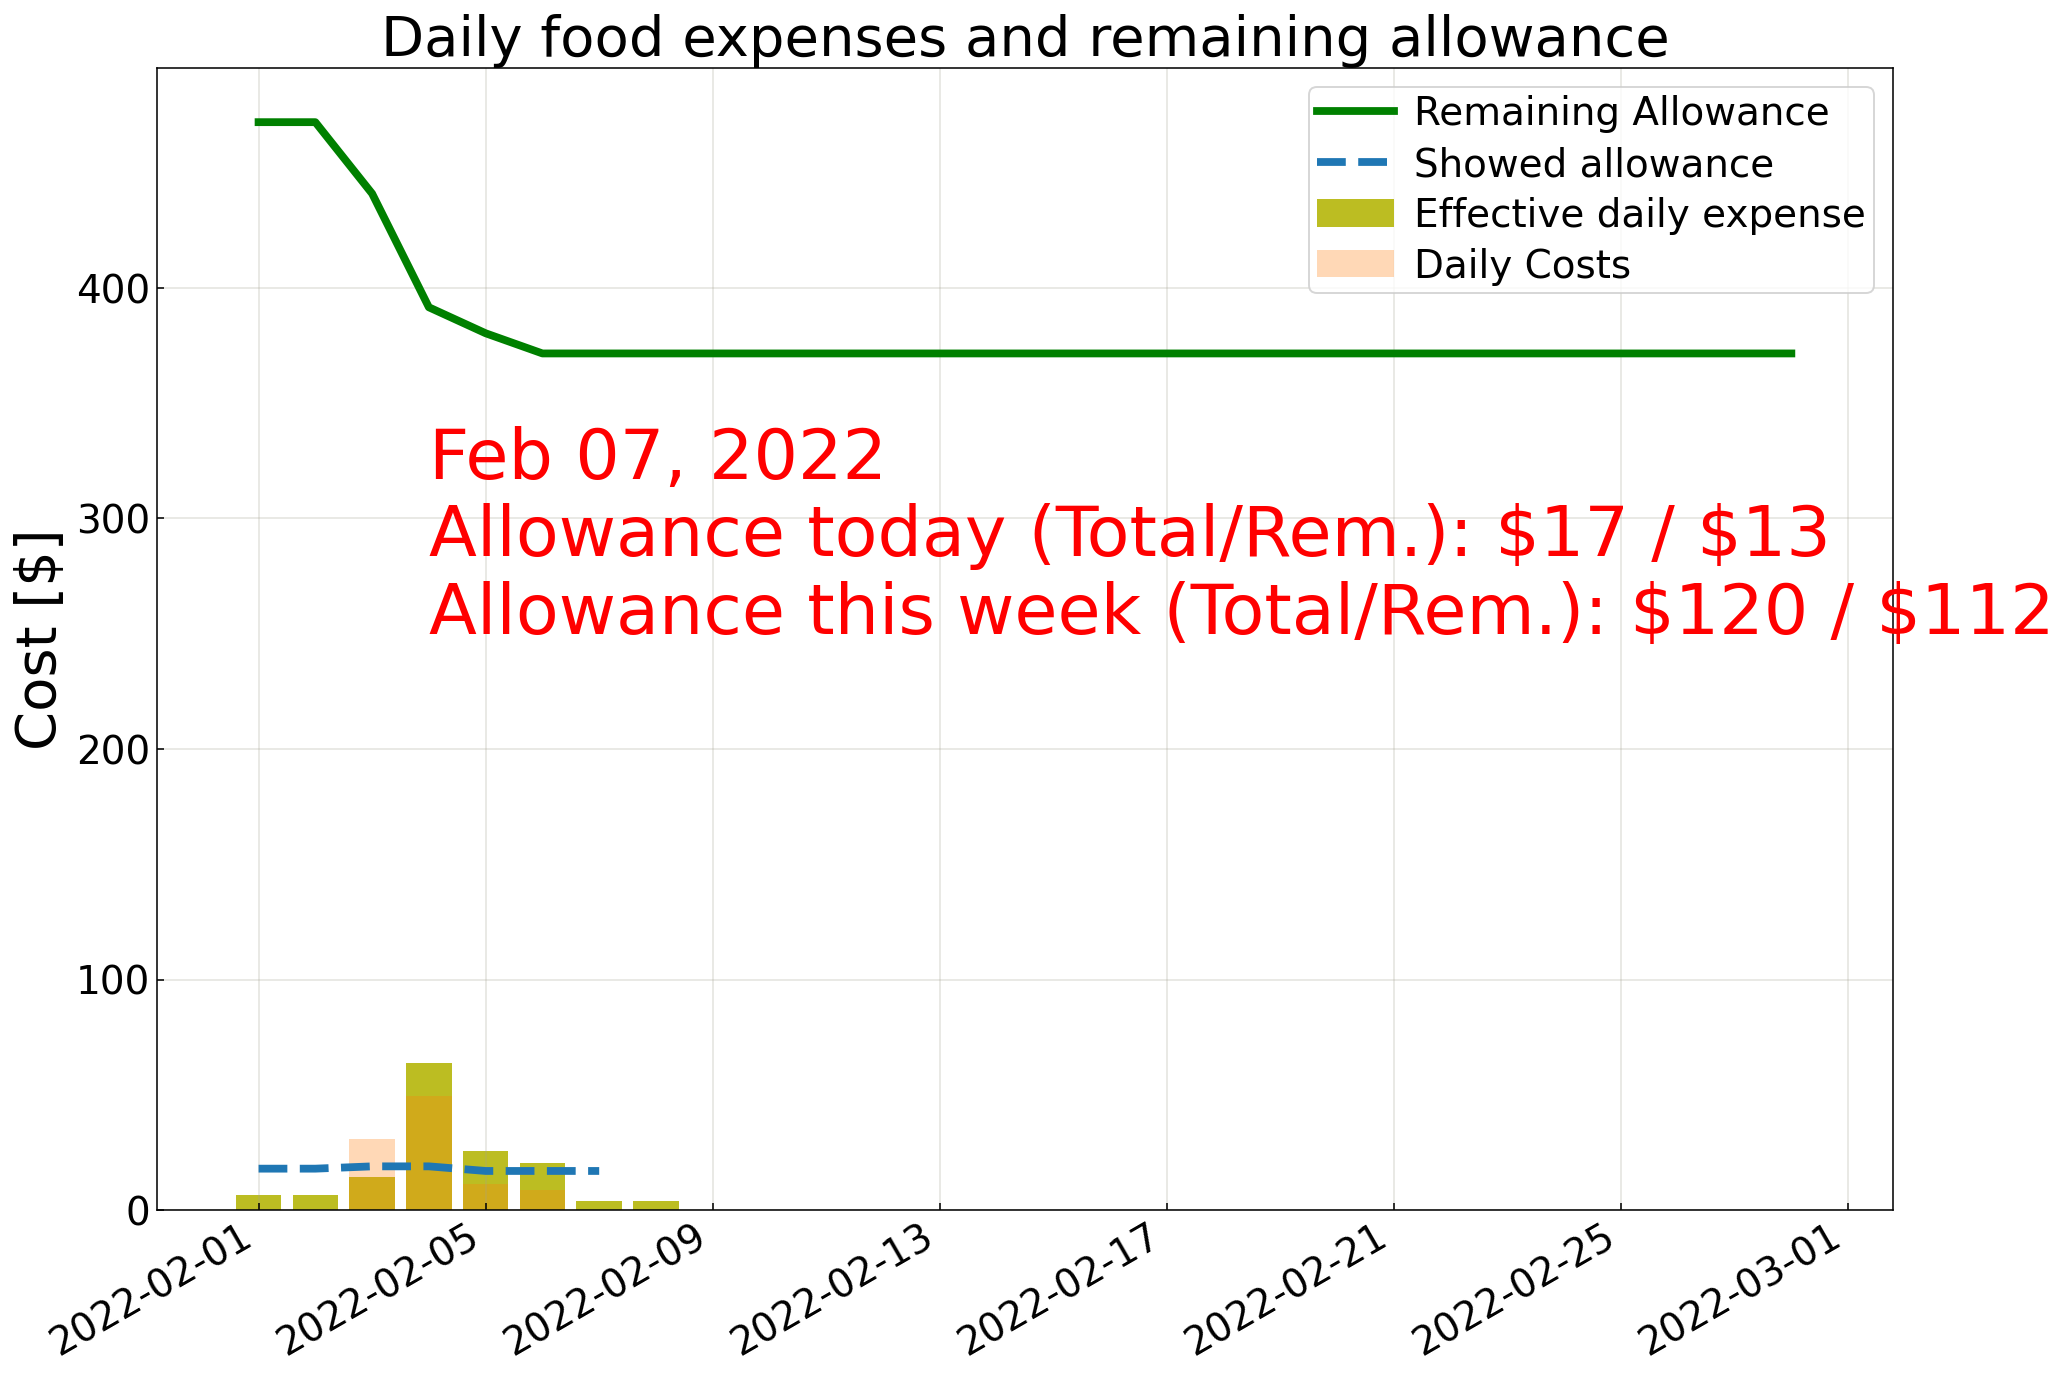 Daily food expenses and remaining allowance
Remaining Allowance
Showed allowance
Effective daily expense
Daily Costs
Cost [$]
400
300
200
100
0
Feb 07, 2022
Allowance today (Total/Rem.): $17 / $13
Allowance this week (Total/Rem.): $120 / $112
2022-02-01
2022-02-05
2022-02-09
2022-02-13
2022-02-17
2022-02-21
2022-02-25
2022-03-01